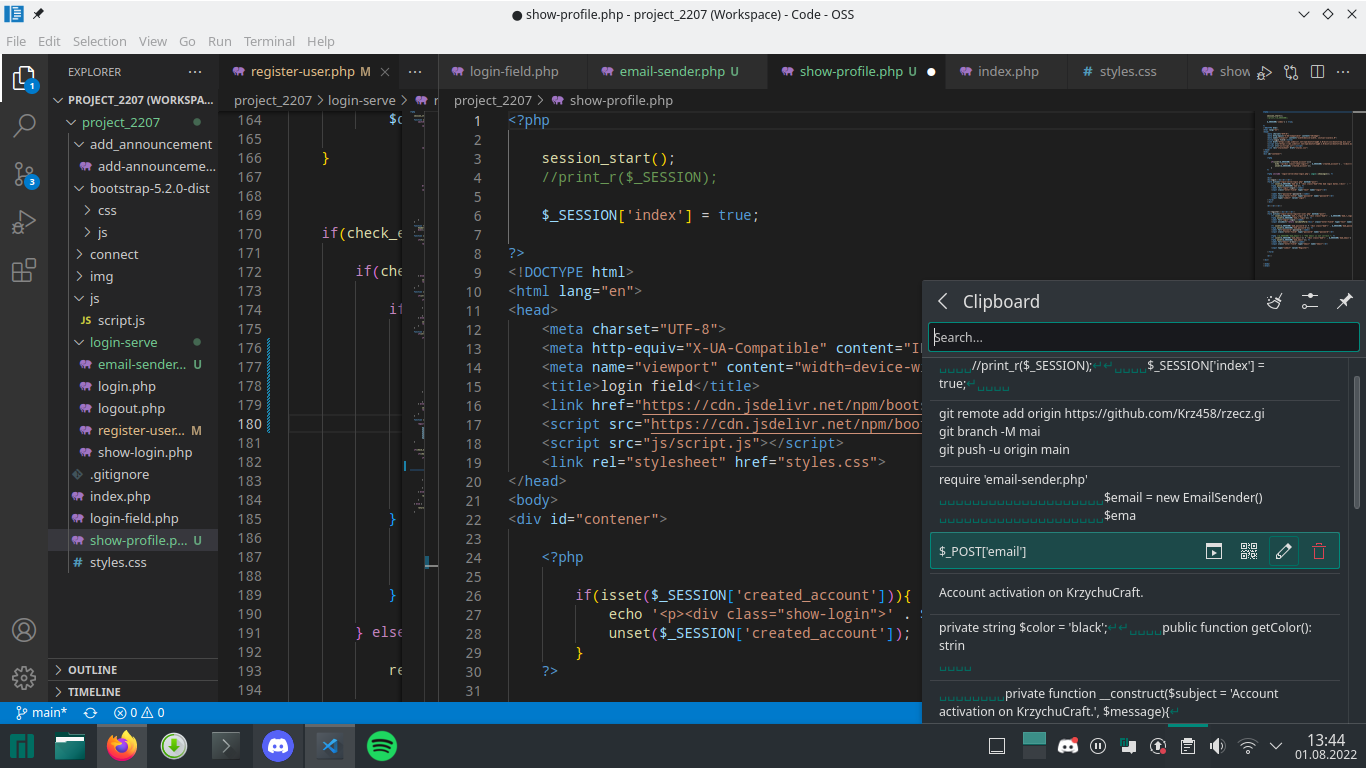 show-profile.php - project_2207 (Workspace) - Code - OSS
File Edit Selection View Go Run Terminal Help
EXPLORER
PROJECT_2207 (WORKSPA...
project_2207
add_announcement
add-announceme...
bootstrap-5.2.0-dist
css
js
connect
img
js
JS script.js
login-serve
email-sender... U
login.php
logout.php
register-user... M
show-login.php
.gitignore
index.php
login-field.php
show-profile.p... U
# styles.css
OUTLINE
TIMELINE
1
3
register-user.php M
project_2207 > login-serve >
164 $
165
166 }
167
168
169
170 if(check_e
171
172 if(che
173
174 if
175
176
177
178
179
180
181
182
183
184
185 }
186
187
188
189 }
190
191 } else
192
193 re
194
login-field.php
email-sender.php U
show-profile.php U
index.php
# styles.css
show
project_2207 > show-profile.php
1 <?php
2
3 session_start();
4 //print_r($_SESSION);
5
6 $_SESSION['index'] = true;
7
8 ?>
9 <!DOCTYPE html>
10 <html lang="en">
11 <head>
12 <meta charset="UTF-8">
13 <meta http-equiv="X-UA-Compatible" content="IE
14 <meta name="viewport" content="width=device-w
15 <title>login field</title>
16 <link href="https://cdn.jsdelivr.net/npm/boots
17 <script src="https://cdn.jsdelivr.net/npm/boot
18 <script src="js/script.js"></script>
19 <link rel="stylesheet" href="styles.css">
20 </head>
21 <body>
22 <div id="contener">
23
24 <?php
25
26 if(isset($_SESSION['created_account'])){
27 echo '<p><div class="show-login">' . $
28 unset($_SESSION['created_account']);
29 }
30 ?>
31
Clipboard
Search...
//print_r($_SESSION);↵↵ $_SESSION['index'] =
true;↵
git remote add origin https://github.com/Krz458/rzecz.gi
git branch -M mai
git push -u origin main
require 'email-sender.php'
$email = new EmailSender()
$ema
$_POST['email']
Account activation on KrzychuCraft.
private string $color = 'black';↵↵ public function getColor():
strin
private function __construct($subject = 'Account
activation on KrzychuCraft.', $message){↵
main* 0 0
13:44
01.08.2022